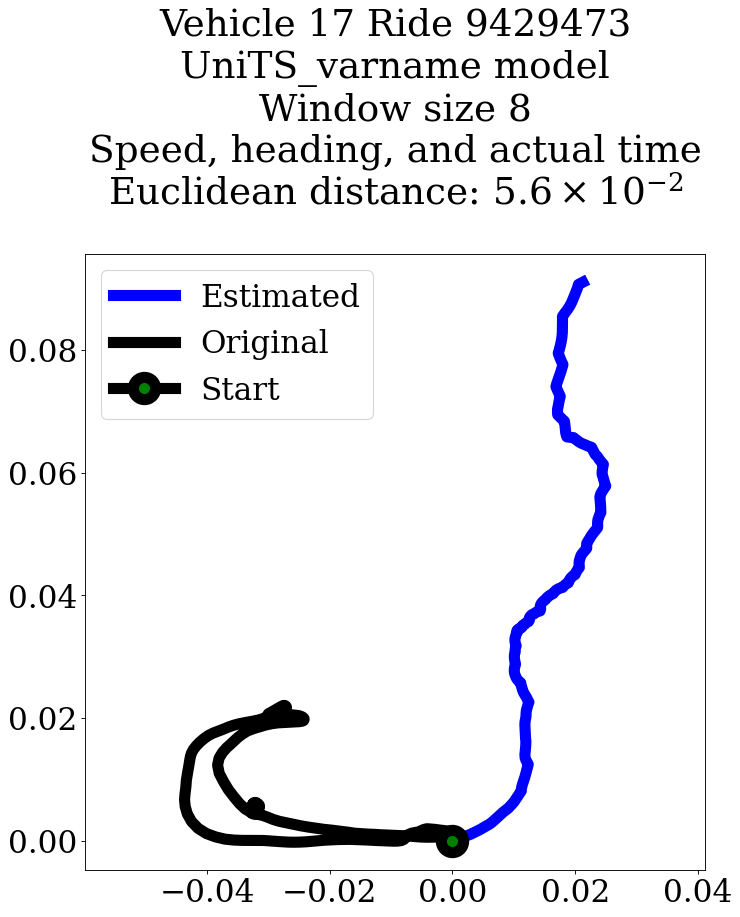 Vehicle 17 Ride 9429473
UniTS_varname model
Window size 8
Speed, heading, and actual time
Euclidean distance: 5.6 × 10⁻²
Estimated
Original
Start
0.08
0.06
0.04
0.02
0.00
−0.04 −0.02 0.00 0.02 0.04